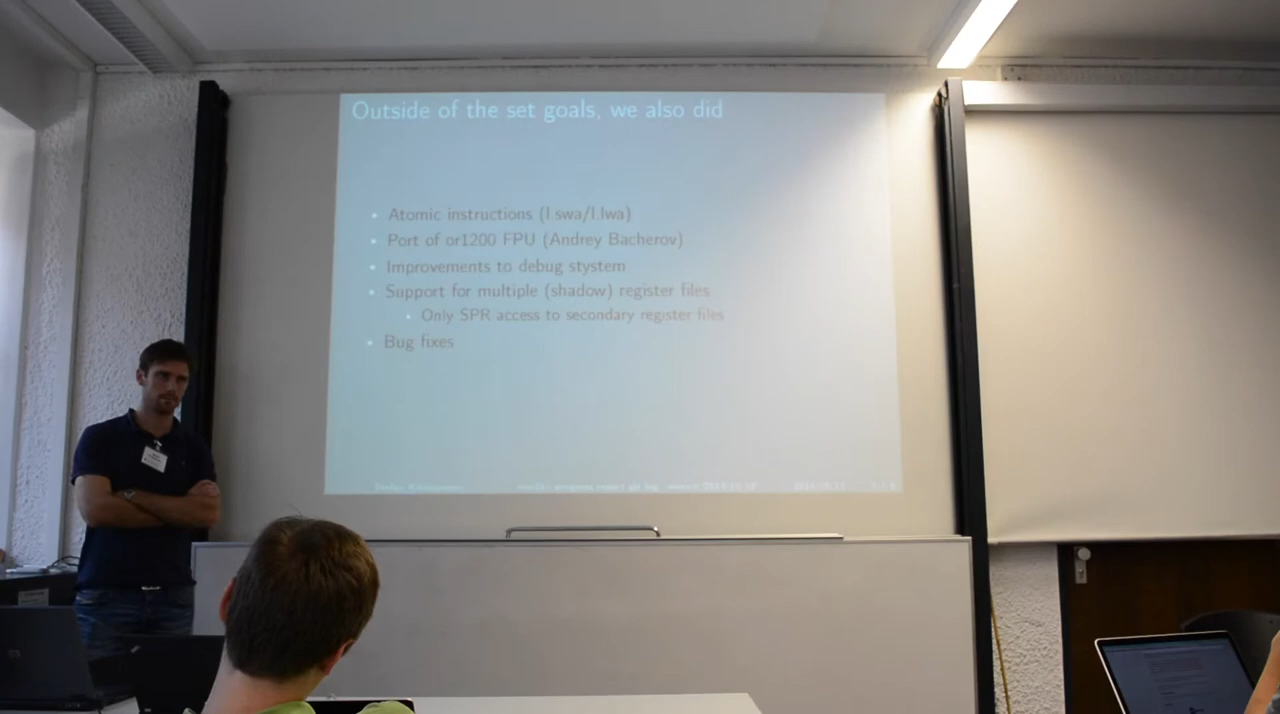 Outside of the set goals, we also did
Atomic instructions (l.swa/l.lwa)
Port of or1200 FPU (Andrey Bacherov)
Improvements to debug stystem
Support for multiple (shadow) register files
Only SPR access to secondary register files
Bug fixes